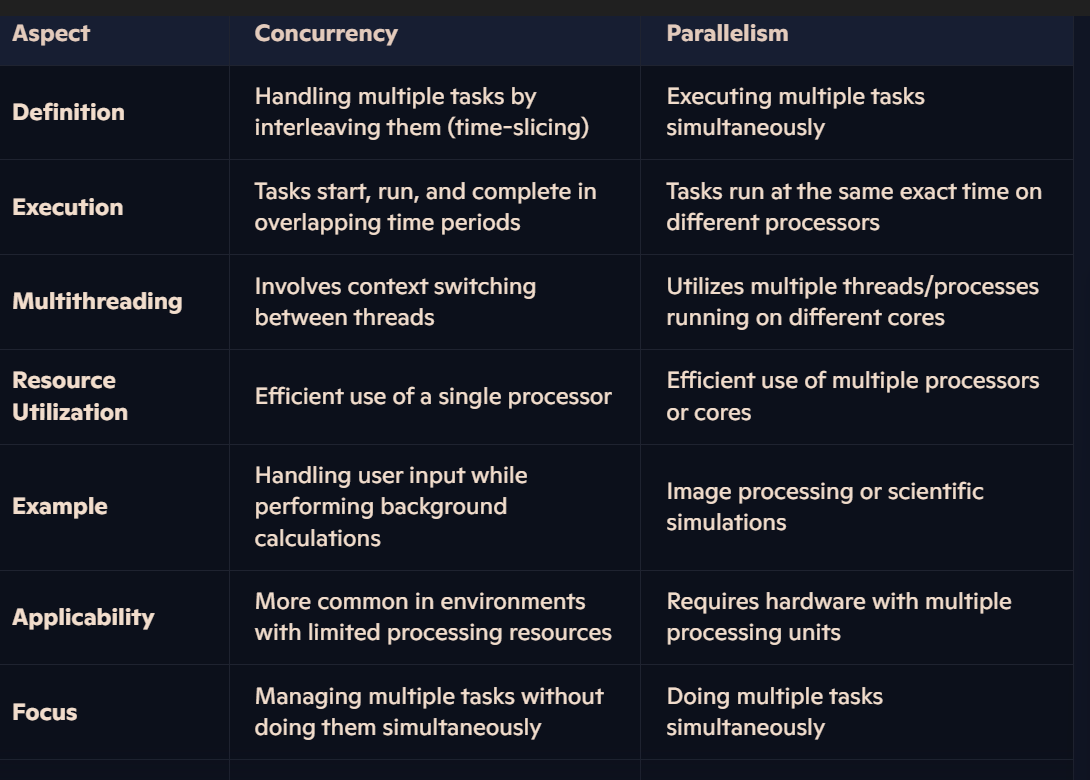 Aspect
Concurrency
Parallelism
Definition
Handling multiple tasks by
interleaving them (time-slicing)
Executing multiple tasks
simultaneously
Execution
Tasks start, run, and complete in
overlapping time periods
Tasks run at the same exact time on
different processors
Multithreading
Involves context switching
between threads
Utilizes multiple threads/processes
running on different cores
Resource
Utilization
Efficient use of a single processor
Efficient use of multiple processors
or cores
Example
Handling user input while
performing background
calculations
Image processing or scientific
simulations
Applicability
More common in environments
with limited processing resources
Requires hardware with multiple
processing units
Focus
Managing multiple tasks without
doing them simultaneously
Doing multiple tasks
simultaneously